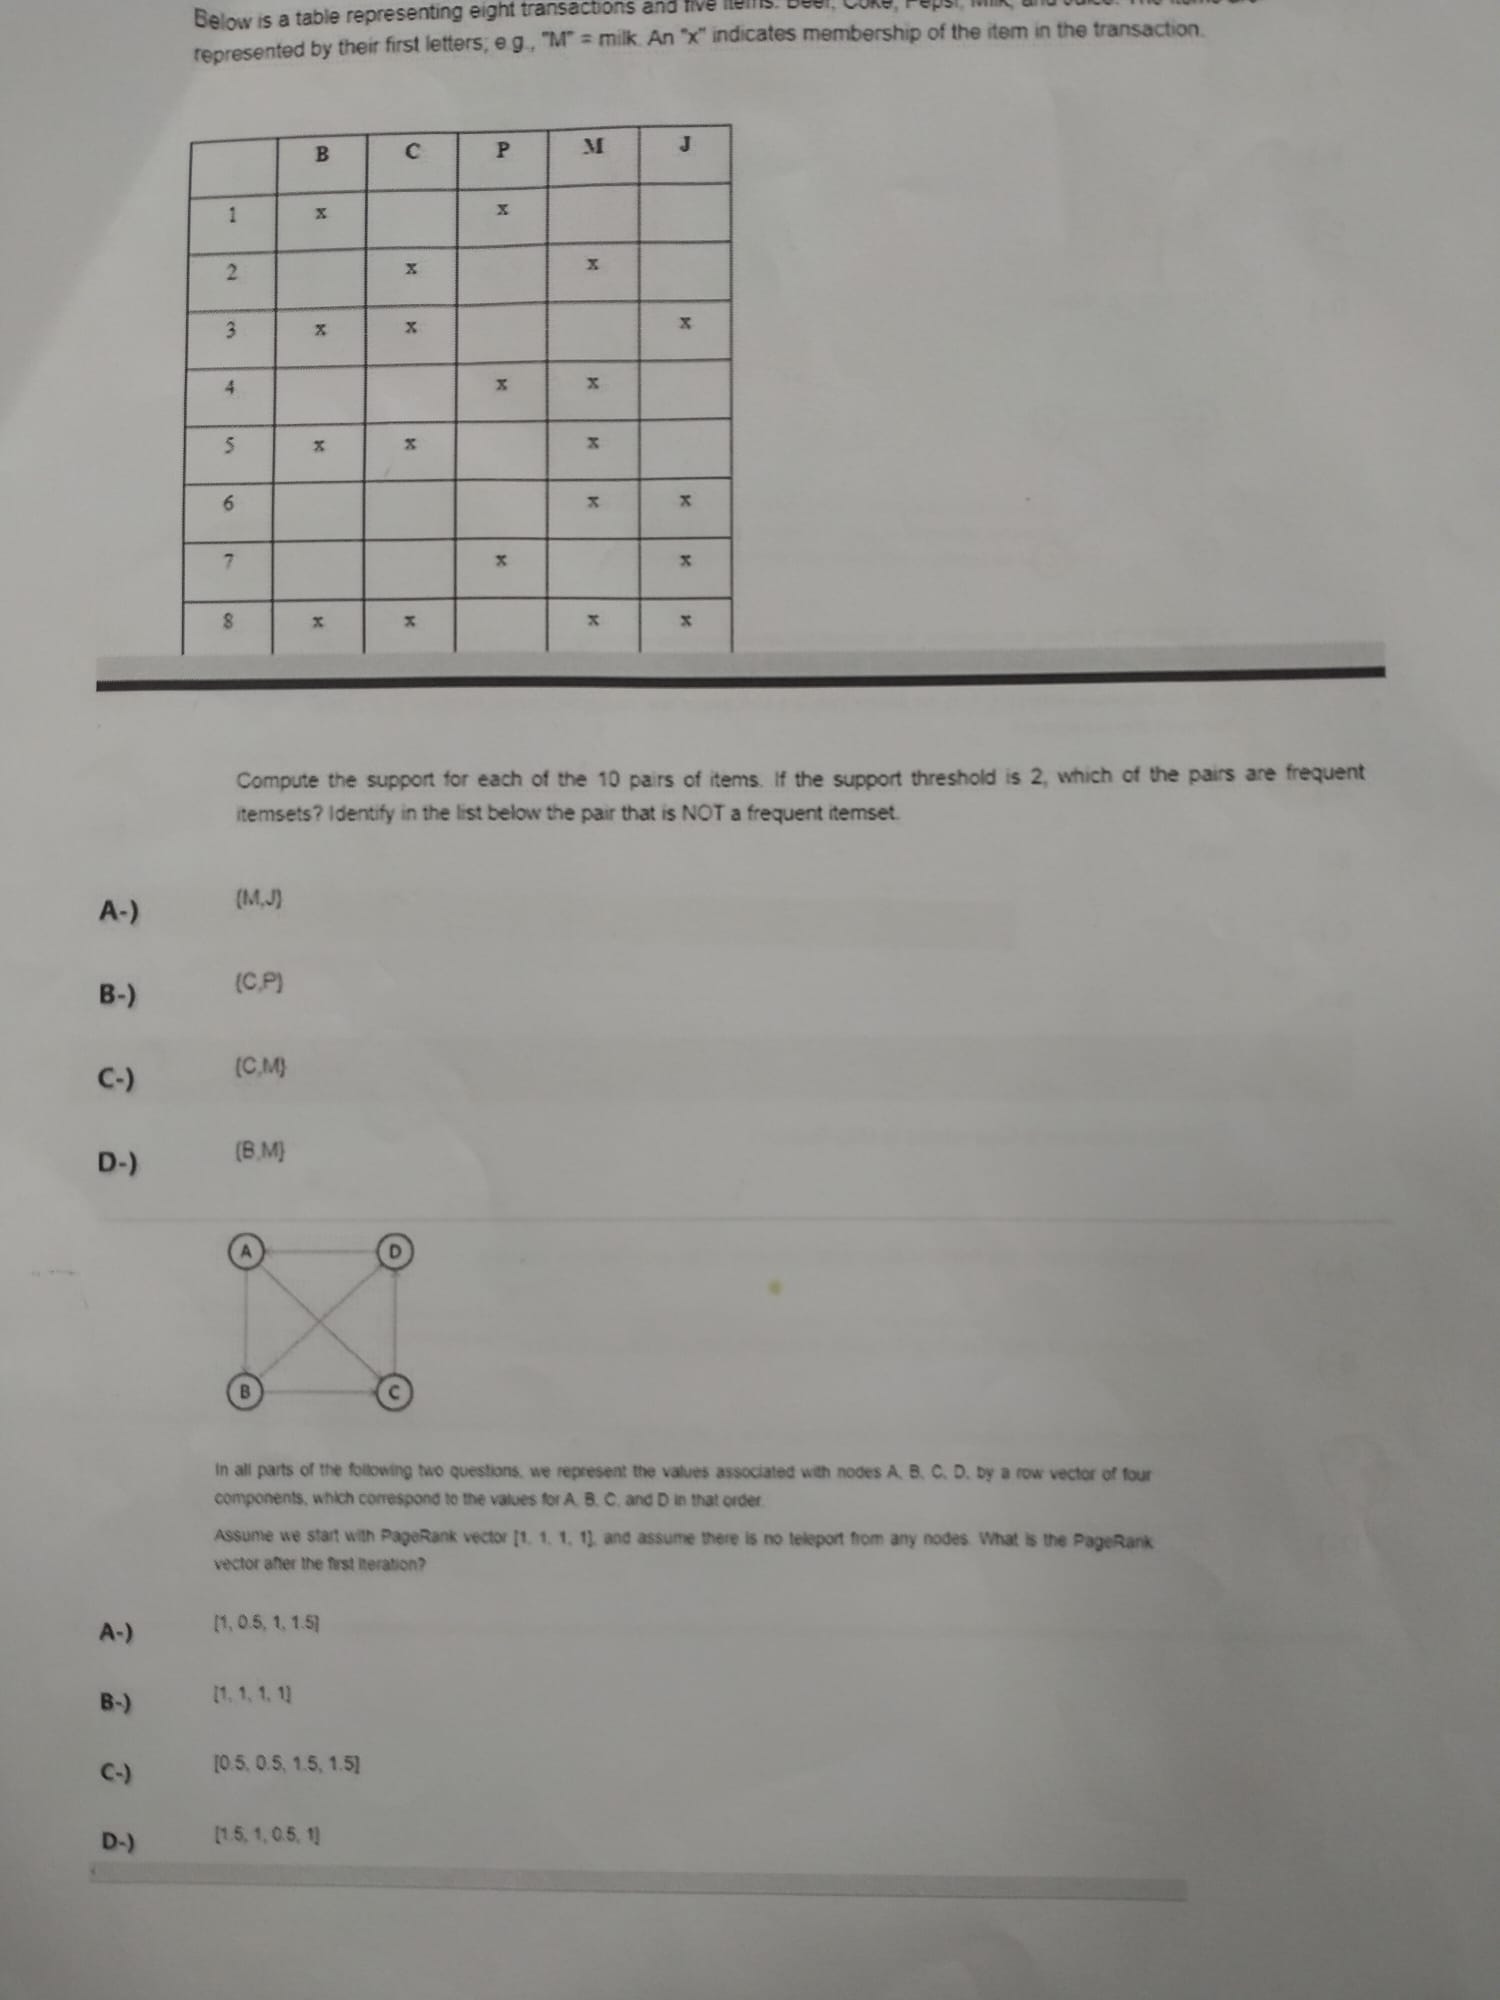 Below is a table representing eight transactions and five items: Beer, Coke, Pepsi, Milk, and
represented by their first letters; e.g., "M" = milk. An "x" indicates membership of the item in the transaction.
B C P M J
1 x x
2 x x
3 x x x
4 x x
5 x x x
6 x x
7 x x
8 x x x x
Compute the support for each of the 10 pairs of items. If the support threshold is 2, which of the pairs are frequent
itemsets? Identify in the list below the pair that is NOT a frequent itemset.
A-) {M,J}
B-) {C,P}
C-) {C,M}
D-) {B,M}
A D
B C
In all parts of the following two questions, we represent the values associated with nodes A, B, C, D, by a row vector of four
components, which correspond to the values for A, B, C, and D in that order.
Assume we start with PageRank vector [1, 1, 1, 1], and assume there is no teleport from any nodes. What is the PageRank
vector after the first iteration?
A-) [1, 0.5, 1, 1.5]
B-) [1, 1, 1, 1]
C-) [0.5, 0.5, 1.5, 1.5]
D-) [1.5, 1, 0.5, 1]